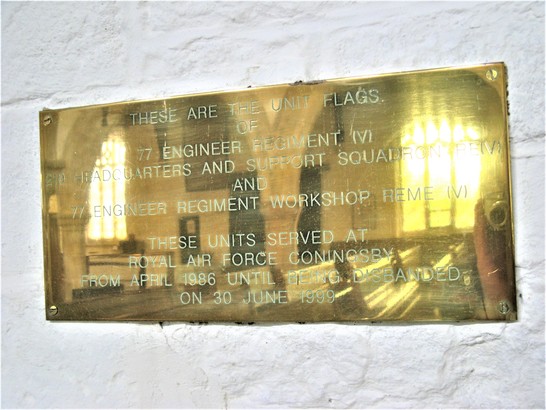 THESE ARE THE UNIT FLAGS.
OF
77 ENGINEER REGIMENT (V)
HEADQUARTERS AND SUPPORT SQUADRON
AND
77 ENGINEER REGIMENT WORKSHOP REME (V)
THESE UNITS SERVED AT
ROYAL AIR FORCE CONINGSBY
FROM APRIL 1986 UNTIL BEING DISBANDED
ON 30 JUNE 1999